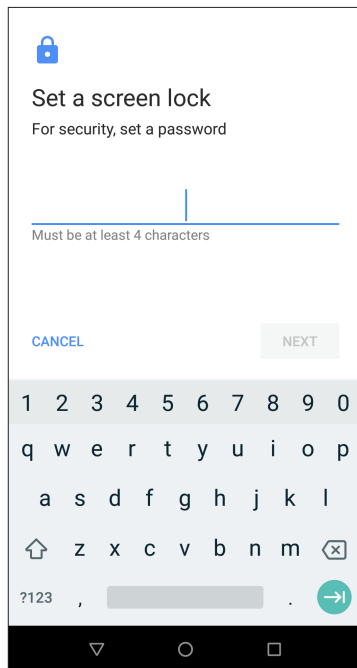 Set a screen lock
For security, set a password
Must be at least 4 characters
CANCEL NEXT
1 2 3 4 5 6 7 8 9 0
q w e r t y u i o p
a s d f g h j k l
z x c v b n m
?123 , .